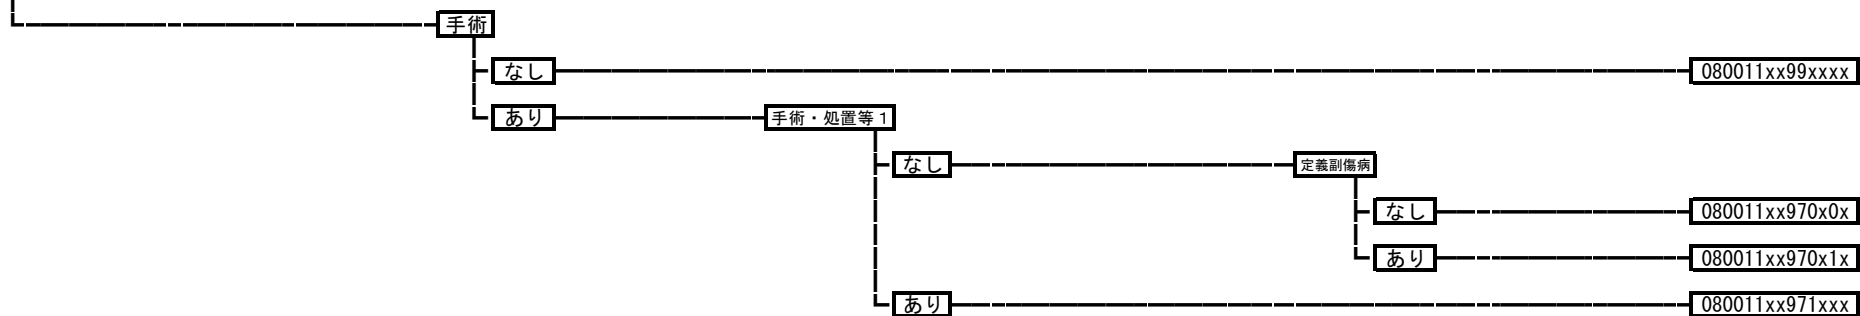 手術
なし 080011xx99xxxx
あり 手術・処置等１
なし 定義副傷病
なし 080011xx970x0x
あり 080011xx970x1x
あり 080011xx971xxx